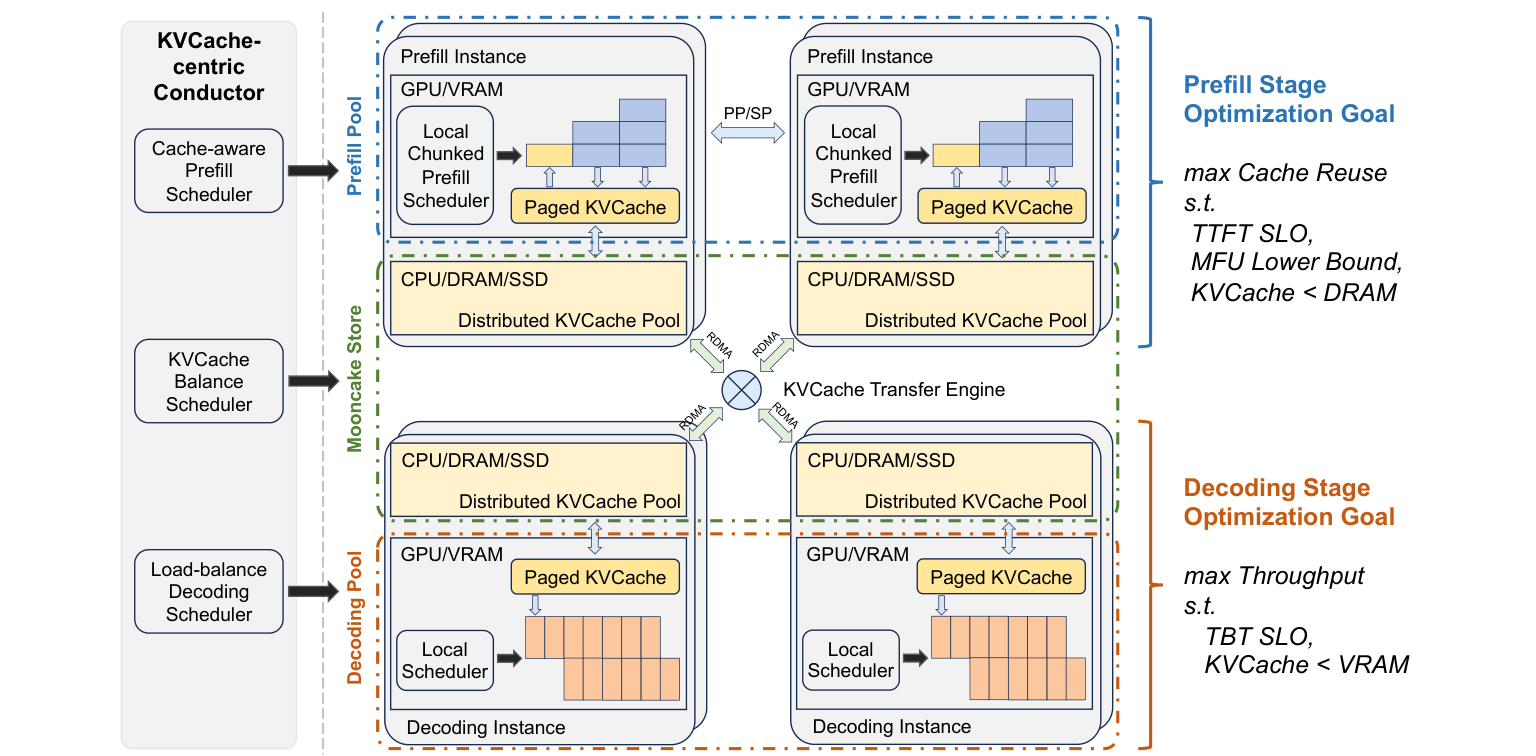 KVCache-
centric
Conductor
Cache-aware
Prefill
Scheduler
KVCache
Balance
Scheduler
Load-balance
Decoding
Scheduler
Prefill Pool
Mooncake Store
Decoding Pool
Prefill Instance
GPU/VRAM
Local
Chunked
Prefill
Scheduler
Paged KVCache
CPU/DRAM/SSD
Distributed KVCache Pool
PP/SP
Prefill Instance
GPU/VRAM
Local
Chunked
Prefill
Scheduler
Paged KVCache
CPU/DRAM/SSD
Distributed KVCache Pool
RDMA
RDMA
KVCache Transfer Engine
RDMA
RDMA
CPU/DRAM/SSD
Distributed KVCache Pool
GPU/VRAM
Paged KVCache
Local
Scheduler
Decoding Instance
CPU/DRAM/SSD
Distributed KVCache Pool
GPU/VRAM
Paged KVCache
Local
Scheduler
Decoding Instance
Prefill Stage
Optimization Goal
max Cache Reuse
s.t.
TTFT SLO,
MFU Lower Bound,
KVCache < DRAM
Decoding Stage
Optimization Goal
max Throughput
s.t.
TBT SLO,
KVCache < VRAM